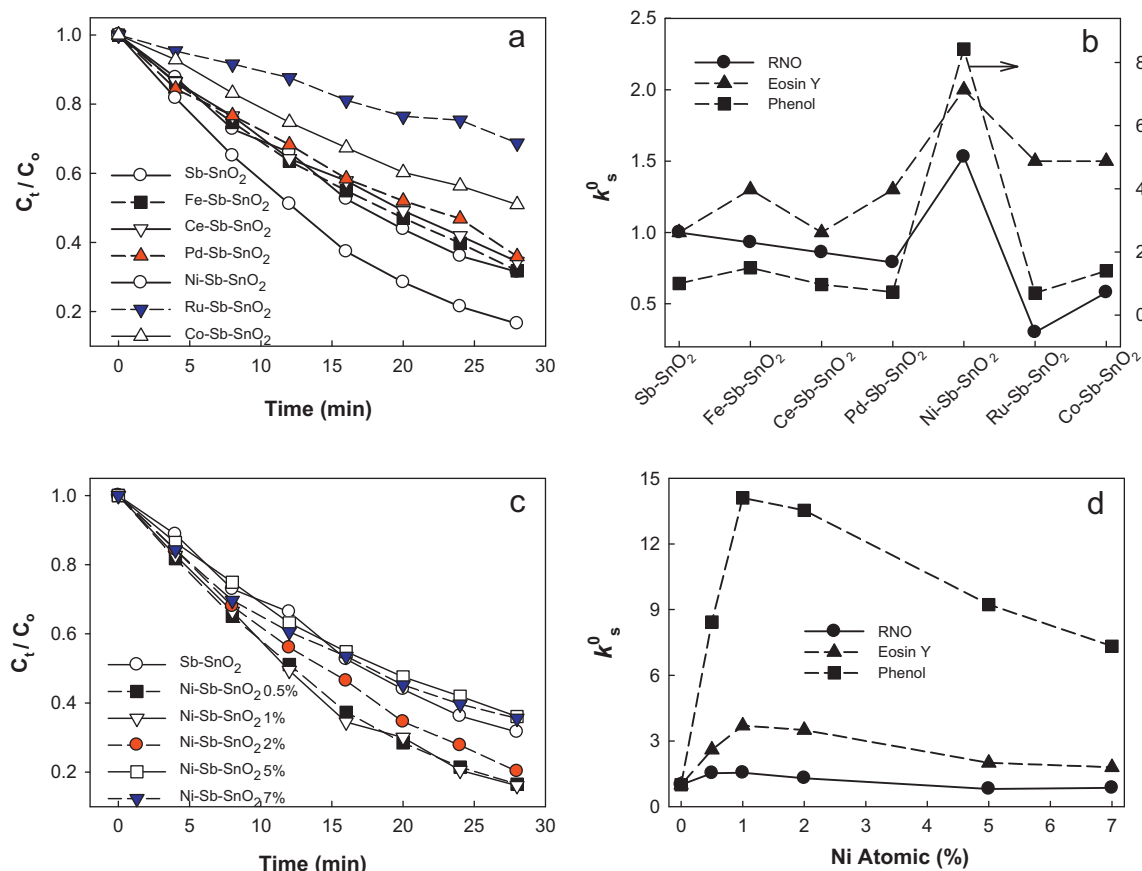 a
1.0
0.8
0.6
0.4
0.2
C_t / C_o
Sb-SnO₂
Fe-Sb-SnO₂
Ce-Sb-SnO₂
Pd-Sb-SnO₂
Ni-Sb-SnO₂
Ru-Sb-SnO₂
Co-Sb-SnO₂
0 5 10 15 20 25 30
Time (min)
b
2.5
2.0
1.5
1.0
0.5
k⁰_s
RNO
Eosin Y
Phenol
8
6
4
2
0
Sb-SnO₂
Fe-Sb-SnO₂
Ce-Sb-SnO₂
Pd-Sb-SnO₂
Ni-Sb-SnO₂
Ru-Sb-SnO₂
Co-Sb-SnO₂
c
1.0
0.8
0.6
0.4
0.2
C_t / C_o
Sb-SnO₂
Ni-Sb-SnO₂ 0.5%
Ni-Sb-SnO₂ 1%
Ni-Sb-SnO₂ 2%
Ni-Sb-SnO₂ 5%
Ni-Sb-SnO₂ 7%
0 5 10 15 20 25 30
Time (min)
d
15
12
9
6
3
0
k⁰_s
RNO
Eosin Y
Phenol
0 1 2 3 4 5 6 7
Ni Atomic (%)